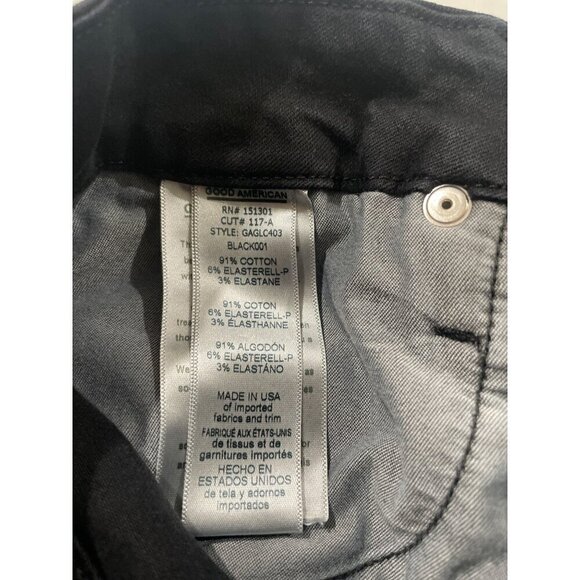 GOOD AMERICAN
RN# 151301
CUT# 117-A
STYLE: GAGLC403
BLACK001
91% COTTON
6% ELASTERELL-P
3% ELASTANE
91% COTON
6% ELASTERELL-P
3% ÉLASTHANNE
91% ALGODÓN
6% ELASTERELL-P
3% ELASTÁNO
MADE IN USA
of imported
fabrics and trim
FABRIQUÉ AUX ÉTATS-UNIS
de tissus et de
garnitures importés
HECHO EN
ESTADOS UNIDOS
de tela y adornos
importados